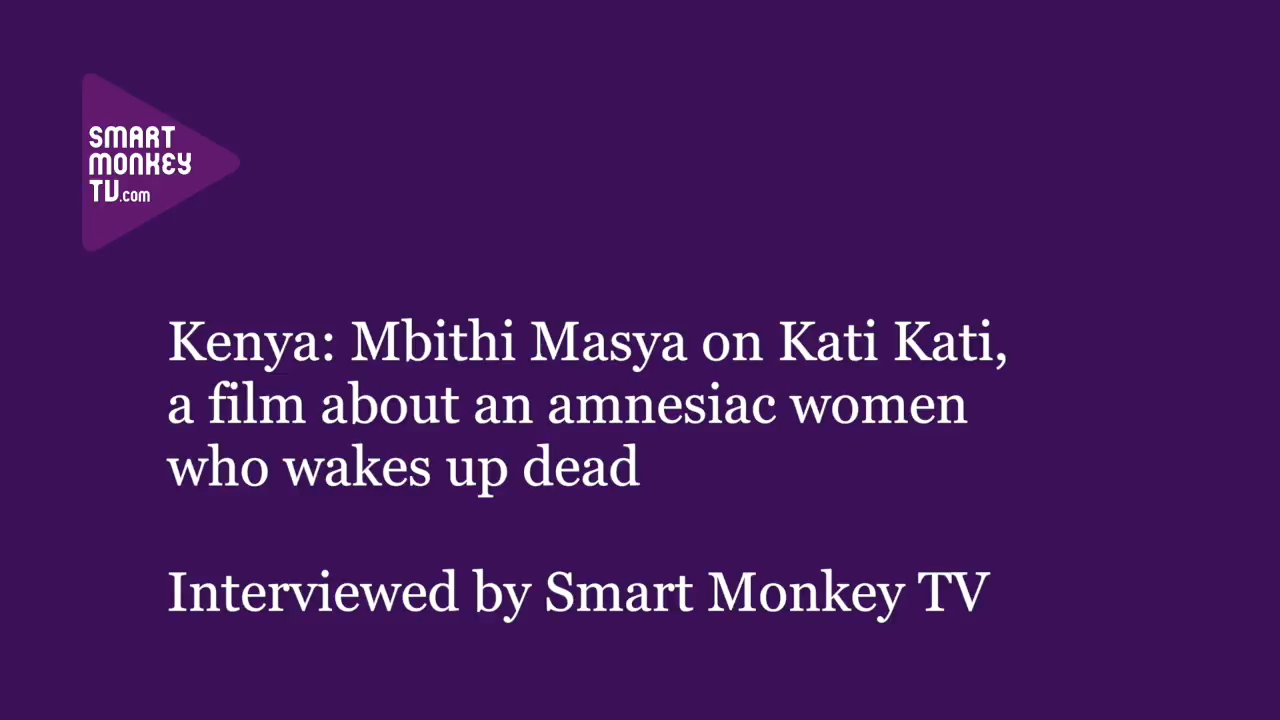 SMART
MONKEY
TV.com
Kenya: Mbithi Masya on Kati Kati,
a film about an amnesiac women
who wakes up dead
Interviewed by Smart Monkey TV